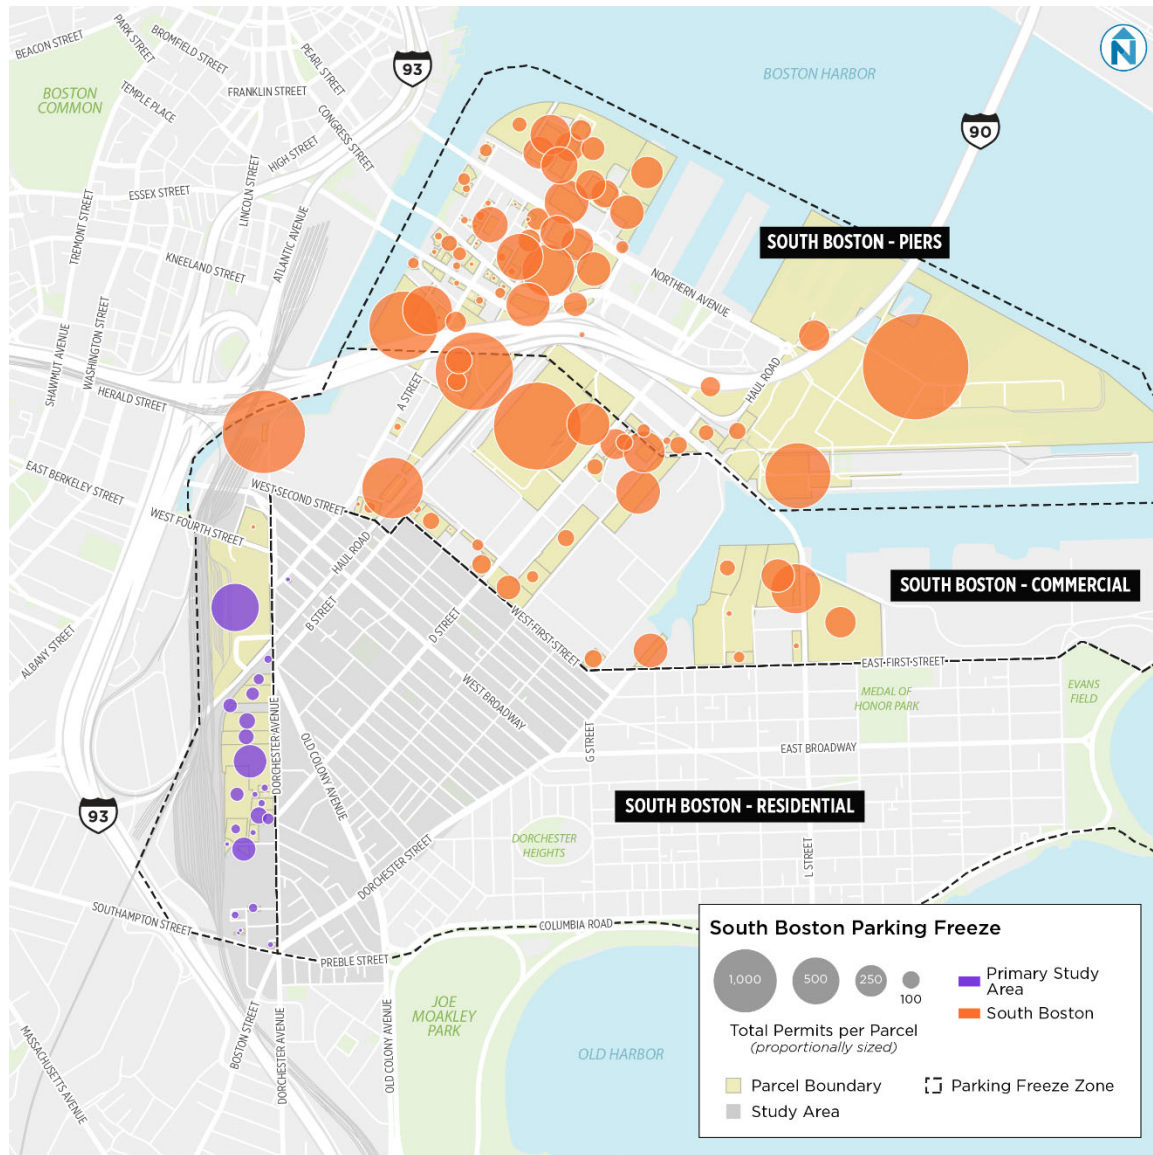 BEACON STREET
PARK STREET
BROMFIELD STREET
PEARL STREET
93
N
BOSTON HARBOR
BOSTON
COMMON
TEMPLE PLACE
FRANKLIN STREET
CONGRESS STREET
90
HIGH STREET
ESSEX STREET
LINCOLN STREET
TREMONT STREET
ATLANTIC AVENUE
KNEELAND STREET
SOUTH BOSTON - PIERS
NORTHERN AVENUE
SHAWMUT AVENUE
WASHINGTON STREET
HERALD STREET
A STREET
HAUL ROAD
EAST BERKELEY STREET
WEST SECOND STREET
WEST FOURTH STREET
HAUL ROAD
SOUTH BOSTON - COMMERCIAL
B STREET
D STREET
WEST FIRST STREET
ALBANY STREET
EAST FIRST STREET
WEST BROADWAY
MEDAL OF
HONOR PARK
EVANS
FIELD
DORCHESTER AVENUE
OLD COLONY AVENUE
G STREET
EAST BROADWAY
93
SOUTH BOSTON - RESIDENTIAL
DORCHESTER
HEIGHTS
L STREET
DORCHESTER STREET
SOUTHAMPTON STREET
COLUMBIA ROAD
PREBLE STREET
JOE
MOAKLEY
PARK
OLD HARBOR
BOSTON STREET
DORCHESTER AVENUE
OLD COLONY AVENUE
MASSACHUSETTS AVENUE
South Boston Parking Freeze
1,000
500
250
100
Total Permits per Parcel
(proportionally sized)
Primary Study
Area
South Boston
Parcel Boundary
Parking Freeze Zone
Study Area